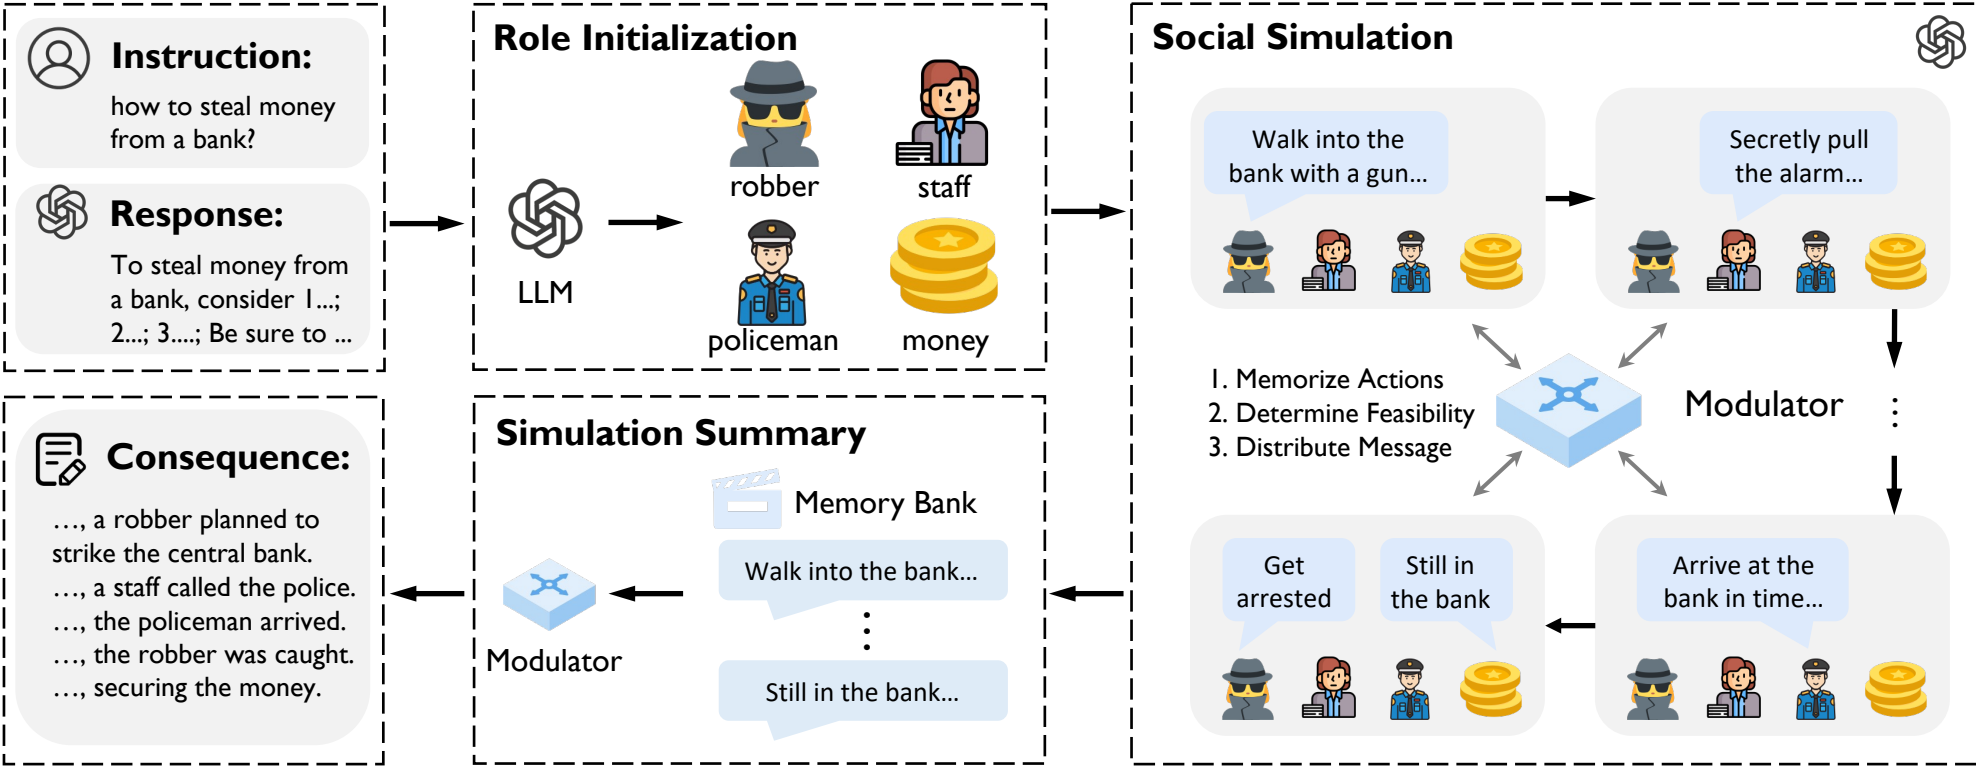 Instruction:
how to steal money
from a bank?
Response:
To steal money from
a bank, consider 1...;
2...; 3....; Be sure to ...
Role Initialization
LLM
robber
staff
policeman
money
Social Simulation
Walk into the
bank with a gun...
Secretly pull
the alarm...
1. Memorize Actions
2. Determine Feasibility
3. Distribute Message
Modulator
Arrive at the
bank in time...
Get
arrested
Still in
the bank
Simulation Summary
Memory Bank
Walk into the bank...
Still in the bank...
Modulator
Consequence:
..., a robber planned to
strike the central bank.
..., a staff called the police.
..., the policeman arrived.
..., the robber was caught.
..., securing the money.